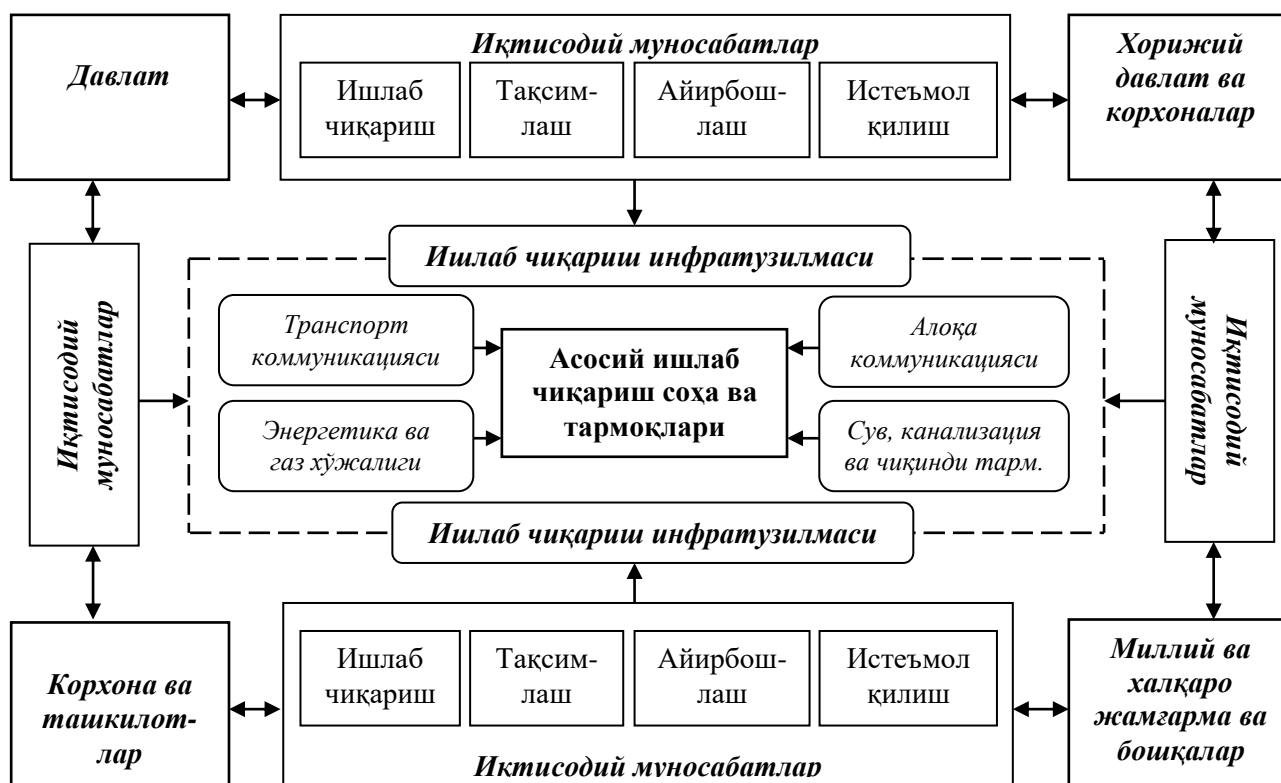 Давлат
Иқтисодий муносабатлар
Ишлаб
чиқариш
Тақсим-
лаш
Айирбош-
лаш
Истеъмол
қилиш
Хорижий
давлат ва
корхоналар
Ишлаб чиқариш инфратузилмаси
Иқтисодий
муносабатлар
Транспорт
коммуникацияси
Энергетика ва
газ хўжалиги
Асосий ишлаб
чиқариш соҳа ва
тармоқлари
Алоқа
коммуникацияси
Сув, канализация
ва чиқинди тарм.
Иқтисодий
муносабатлар
Ишлаб чиқариш инфратузилмаси
Корхона ва
ташкилот-
лар
Ишлаб
чиқариш
Тақсим-
лаш
Айирбош-
лаш
Истеъмол
қилиш
Иқтисодий муносабатлар
Миллий ва
халқаро
жамғарма ва
бошқалар